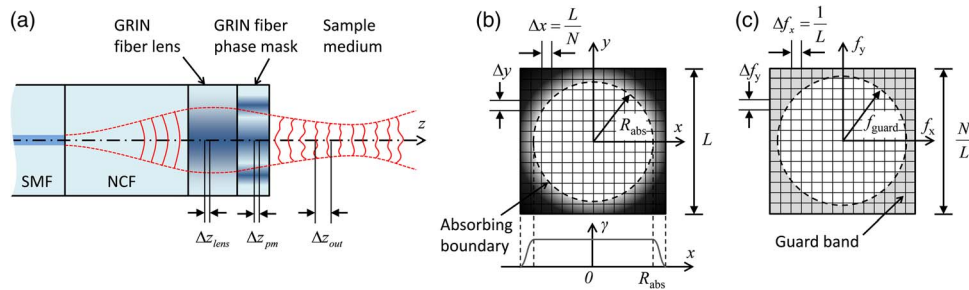 (a)
GRIN
fiber lens
GRIN fiber
phase mask
Sample
medium
z
SMF
NCF
Δz_lens
Δz_pm
Δz_out
(b)
Δx = L/N
y
Δy
R_abs
x
L
Absorbing
boundary
γ
0
R_abs
x
(c)
Δf_x = 1/L
f_y
Δf_y
f_guard
f_x
N/L
Guard band